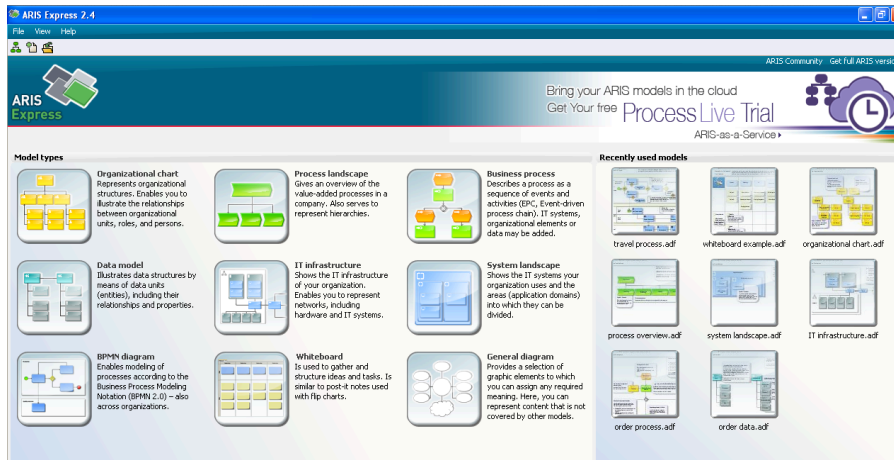 ARIS Express 2.4
File View Help
ARIS Community Get full ARIS versio
ARIS
Express
Bring your ARIS models in the cloud
Get Your free ProcessLive Trial
ARIS-as-a-Service
Model types
Organizational chart
Represents organizational
structures. Enables you to
illustrate the relationships
between organizational
units, roles, and persons.
Process landscape
Gives an overview of the
value-added processes in a
company. Also serves to
represent hierarchies.
Business process
Describes a process as a
sequence of events and
activities (EPC, Event-driven
process chain). IT systems,
organizational elements or
data may be added.
Data model
Illustrates data structures by
means of data units
(entities), including their
relationships and properties.
IT infrastructure
Shows the IT infrastructure
of your organization.
Enables you to represent
networks, including
hardware and IT systems.
System landscape
Shows the IT systems your
organization uses and the
areas (application domains)
into which they can be
divided.
BPMN diagram
Enables modeling of
processes according to the
Business Process Modeling
Notation (BPMN 2.0) – also
across organizations.
Whiteboard
Is used to gather and
structure ideas and tasks. Is
similar to post-it notes used
with flip charts.
General diagram
Provides a selection of
graphic elements to which
you can assign any required
meaning. Here, you can
represent content that is not
covered by other models.
Recently used models
travel process.adf
whiteboard example.adf
organizational chart.adf
process overview.adf
system landscape.adf
IT infrastructure.adf
order process.adf
order data.adf